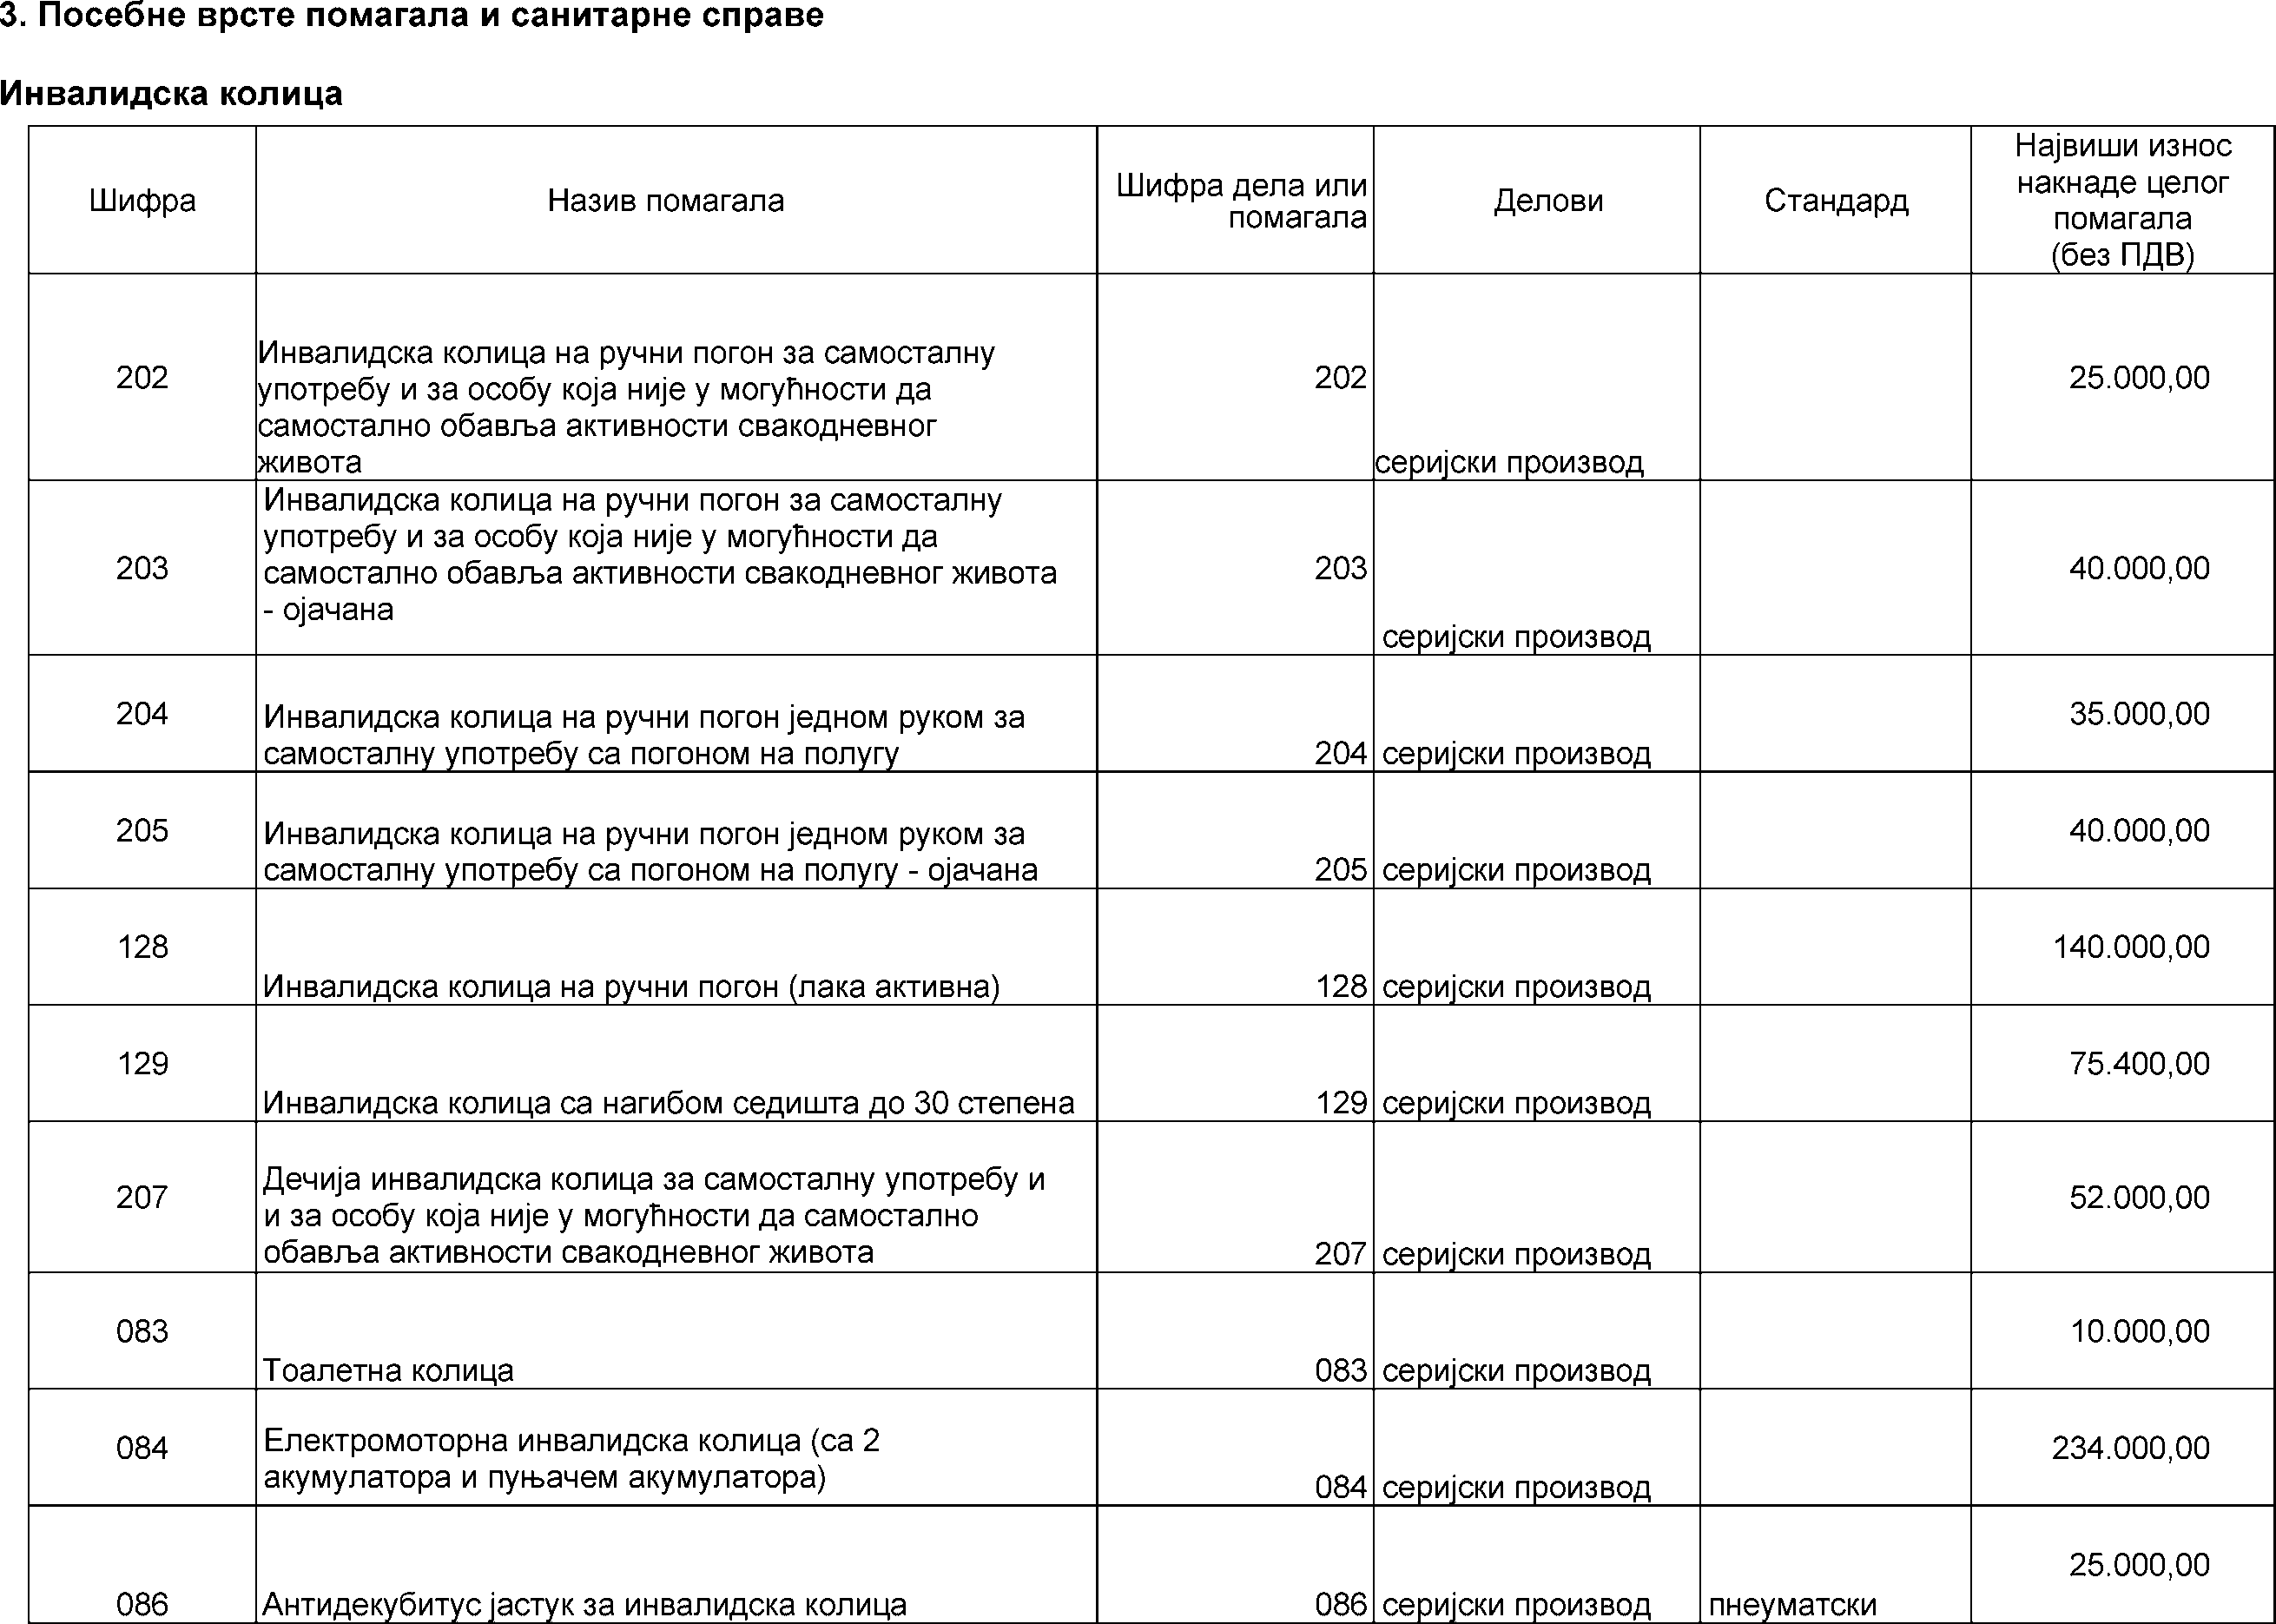 3. Посебне врсте помагала и санитарне справе
Инвалидска колица
Шифра
Назив помагала
Шифра дела или
помагала
Делови
Стандард
Највиши износ
накнаде целог
помагала
(без ПДВ)
202
Инвалидска колица на ручни погон за самосталну
употребу и за особу која није у могућности да
самостално обавља активности свакодневног
живота
202
серијски производ
25.000,00
203
Инвалидска колица на ручни погон за самосталну
употребу и за особу која није у могућности да
самостално обавља активности свакодневног живота
- ојачана
203
серијски производ
40.000,00
204
Инвалидска колица на ручни погон једном руком за
самосталну употребу са погоном на полугу
204
серијски производ
35.000,00
205
Инвалидска колица на ручни погон једном руком за
самосталну употребу са погоном на полугу - ојачана
205
серијски производ
40.000,00
128
Инвалидска колица на ручни погон (лака активна)
128
серијски производ
140.000,00
129
Инвалидска колица са нагибом седишта до 30 степена
129
серијски производ
75.400,00
207
Дечија инвалидска колица за самосталну употребу и
и за особу која није у могућности да самостално
обавља активности свакодневног живота
207
серијски производ
52.000,00
083
Тоалетна колица
083
серијски производ
10.000,00
084
Електромоторна инвалидска колица (са 2
акумулатора и пуњачем акумулатора)
084
серијски производ
234.000,00
086
Антидекубитус јастук за инвалидска колица
086
серијски производ
пнеуматски
25.000,00